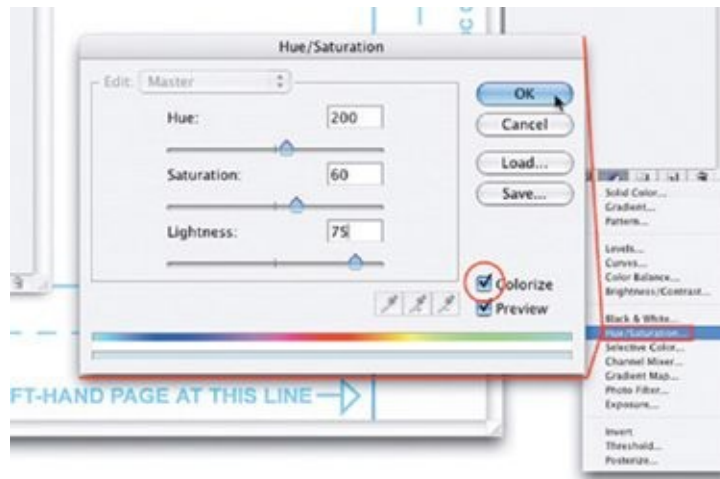 Hue/Saturation
Edit: Master
Hue: 200
Saturation: 60
Lightness: 75
OK
Cancel
Load...
Save...
Colorize
Preview
FT-HAND PAGE AT THIS LINE
Solid Color...
Gradient...
Pattern...
Levels...
Curves...
Color Balance...
Brightness/Contrast...
Black & White...
Hue/Saturation...
Selective Color...
Channel Mixer...
Gradient Map...
Photo Filter...
Exposure...
Invert
Threshold...
Posterize...